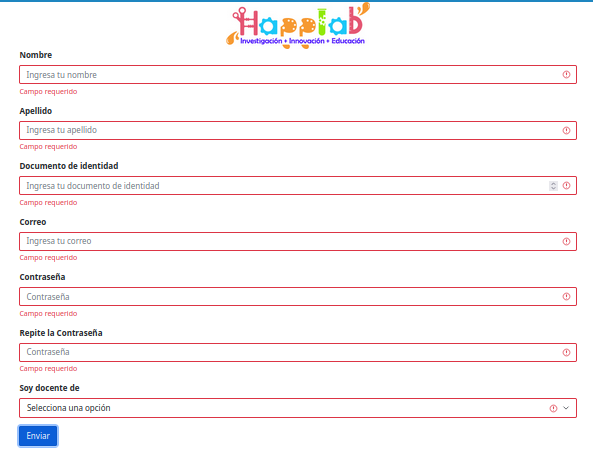 Happlab
Investigación + Innovación + Educación
Nombre
Ingresa tu nombre
Campo requerido
Apellido
Ingresa tu apellido
Campo requerido
Documento de identidad
Ingresa tu documento de identidad
Campo requerido
Correo
Ingresa tu correo
Campo requerido
Contraseña
Contraseña
Campo requerido
Repite la Contraseña
Contraseña
Campo requerido
Soy docente de
Selecciona una opción
Enviar